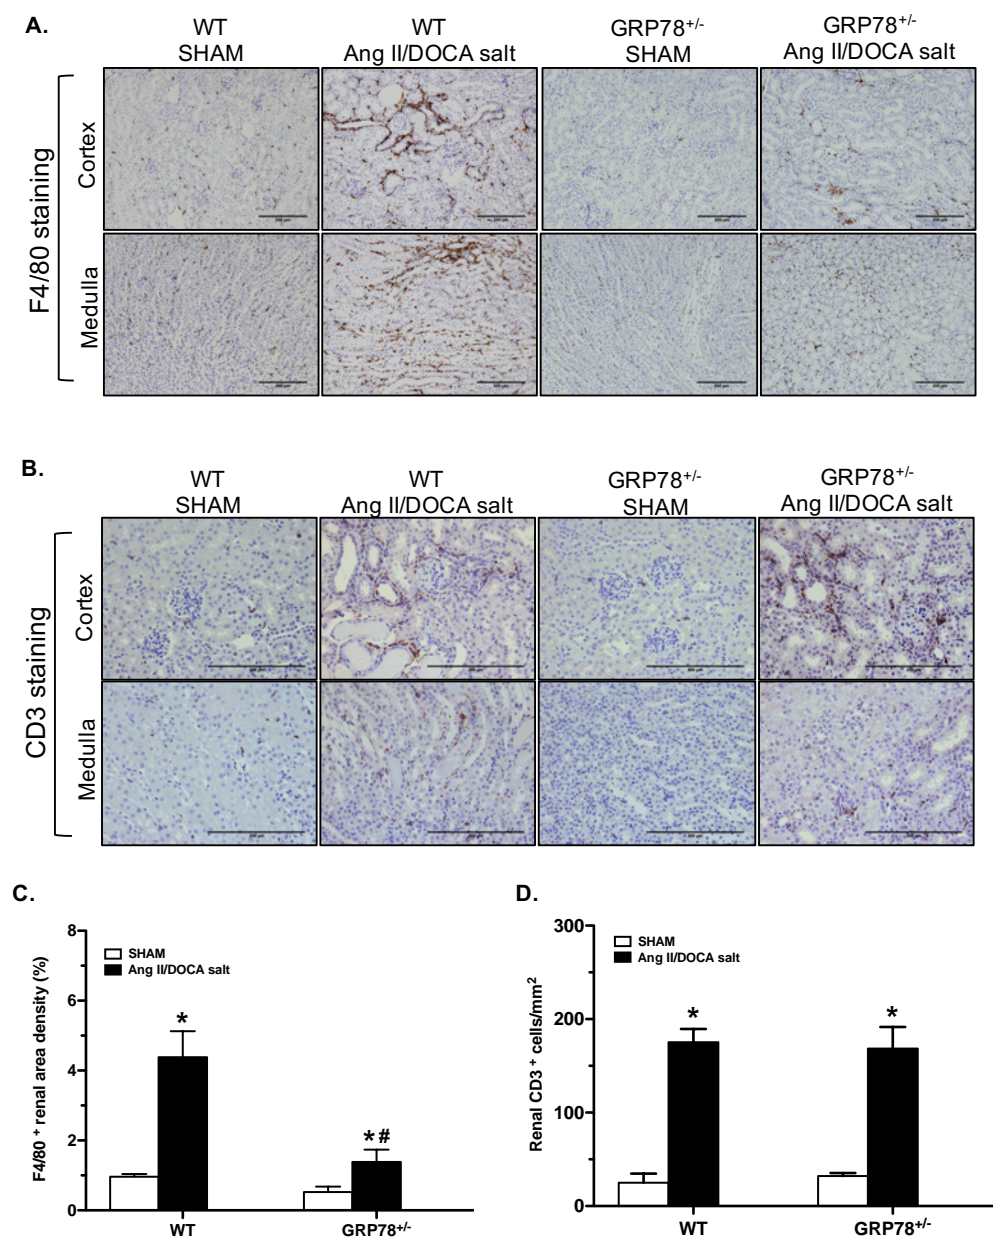 A.
WT
SHAM
WT
Ang II/DOCA salt
GRP78+/-
SHAM
GRP78+/-
Ang II/DOCA salt
F4/80 staining
Cortex
Medulla
B.
WT
SHAM
WT
Ang II/DOCA salt
GRP78+/-
SHAM
GRP78+/-
Ang II/DOCA salt
CD3 staining
Cortex
Medulla
C.
F4/80 + renal area density (%)
8
6
4
2
0
SHAM
Ang II/DOCA salt
*
*#
WT
GRP78+/-
D.
Renal CD3 + cells/mm2
300
200
100
0
SHAM
Ang II/DOCA salt
*
*
WT
GRP78+/-